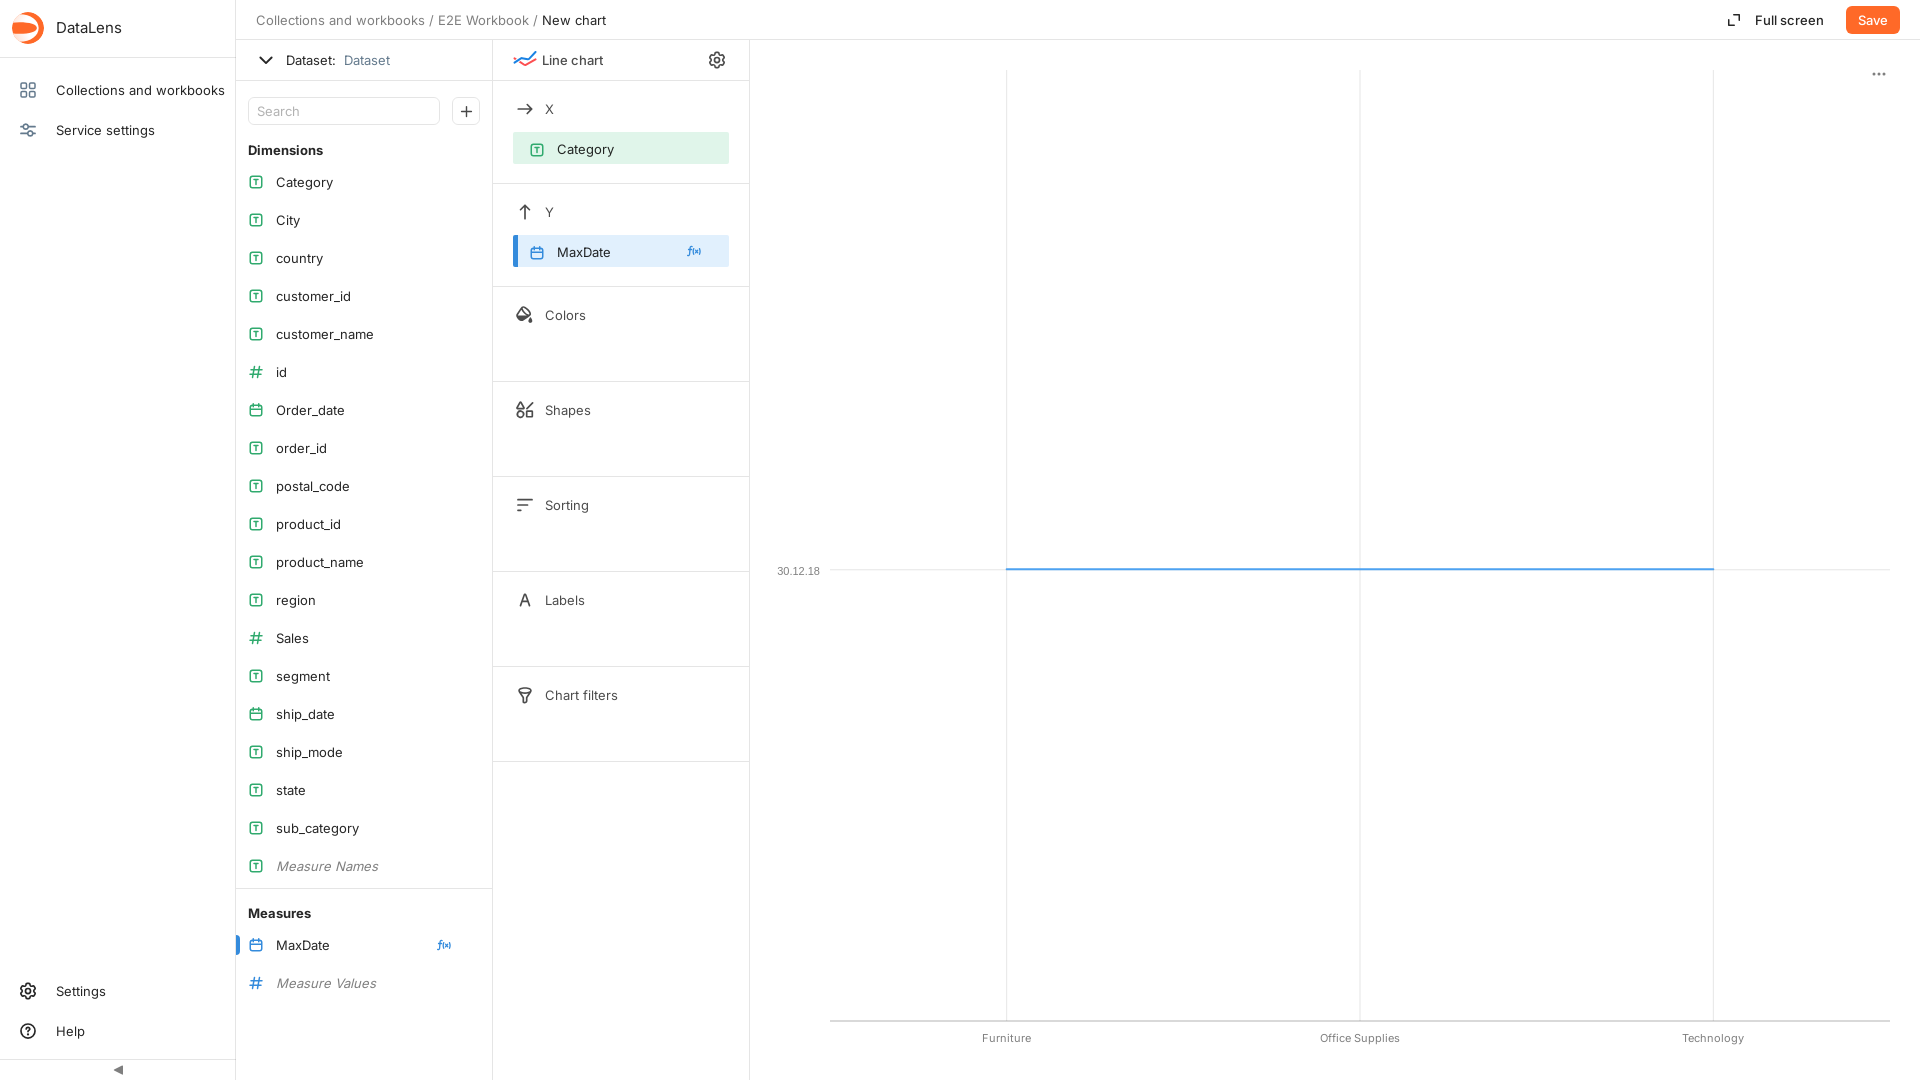 DataLens
Collections and workbooks
Service settings
Settings
Help
Collections and workbooks / E2E Workbook / New chart
Full screen
Save
Dataset: Dataset
Search
Dimensions
Category
City
country
customer_id
customer_name
id
Order_date
order_id
postal_code
product_id
product_name
region
Sales
segment
ship_date
ship_mode
state
sub_category
Measure Names
Measures
MaxDate
Measure Values
Line chart
X
Category
Y
MaxDate
Colors
Shapes
Sorting
Labels
Chart filters
30.12.18
Furniture
Office Supplies
Technology